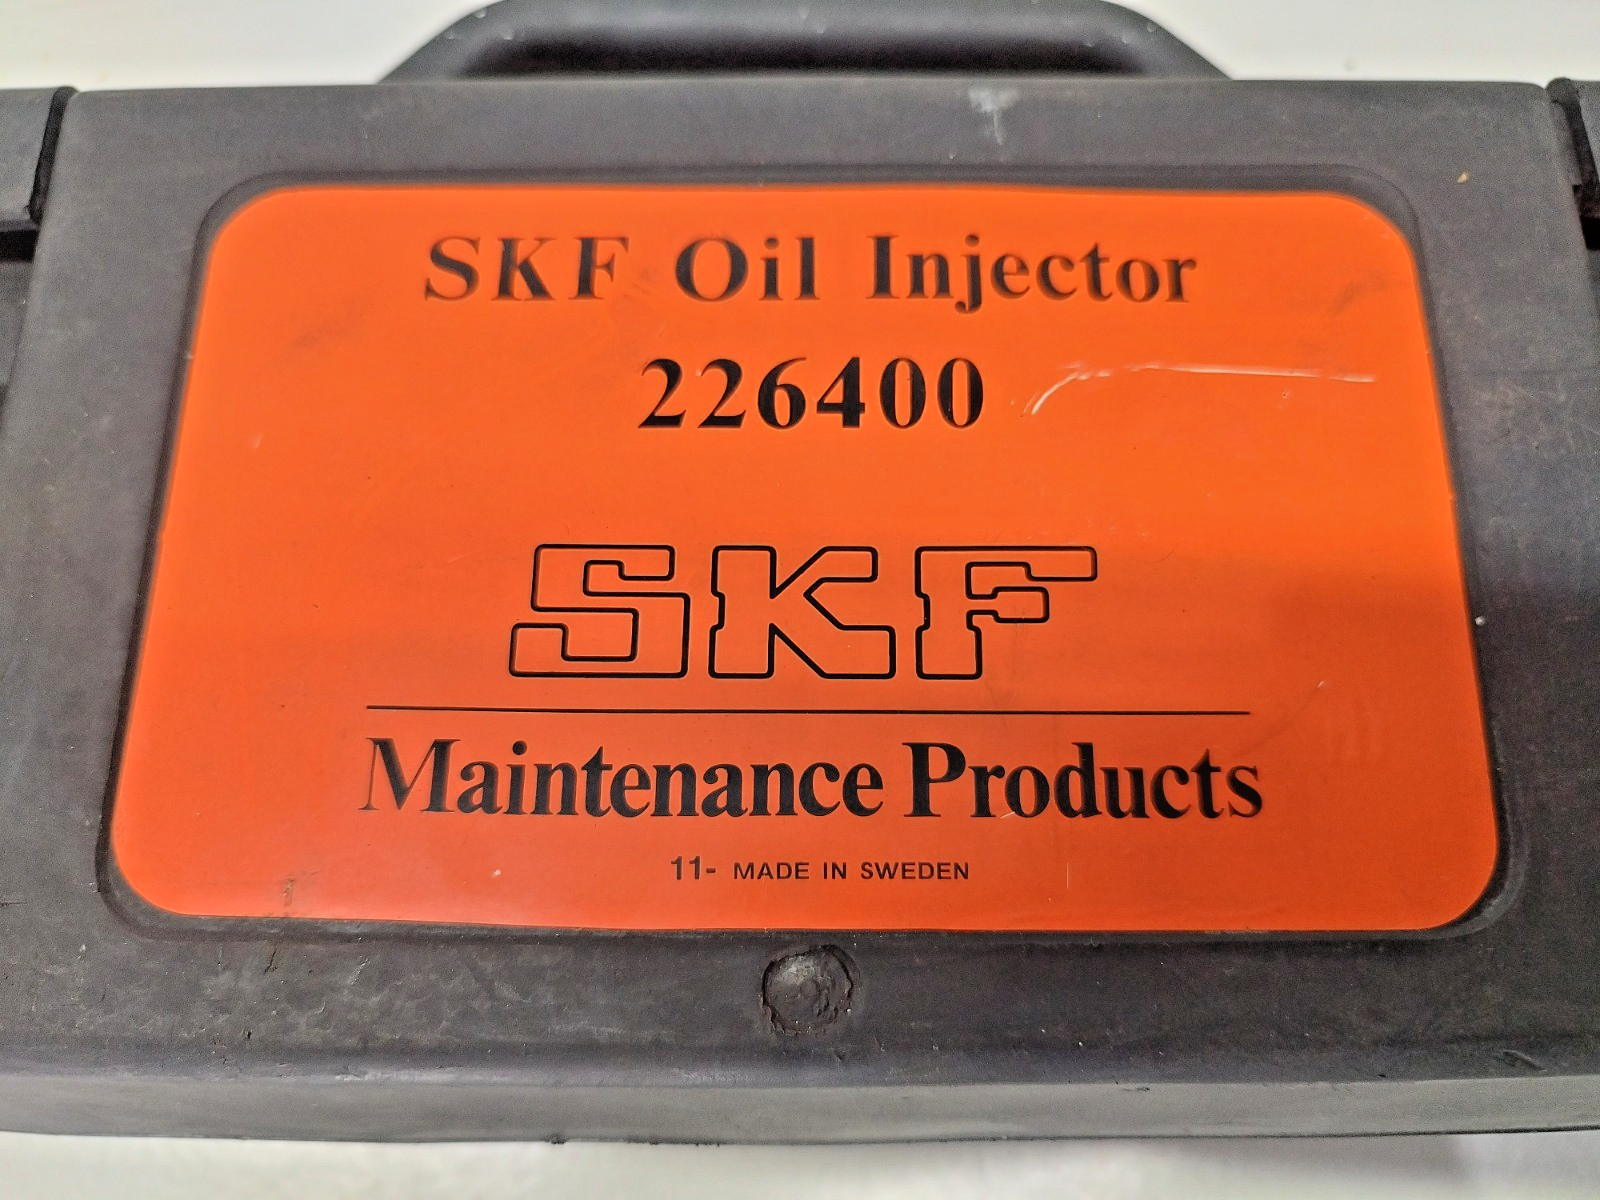 SKF Oil Injector
226400
SKF
Maintenance Products
11- MADE IN SWEDEN